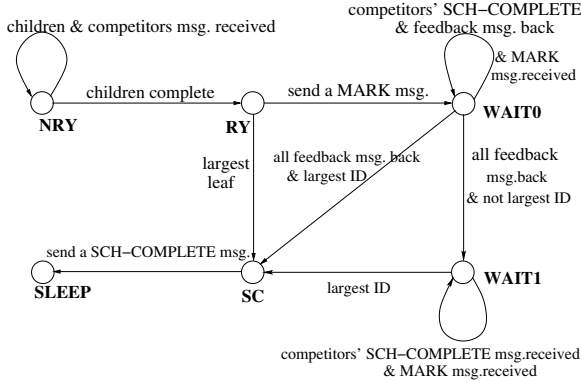 children & competitors msg. received
competitors' SCH−COMPLETE
& feedback msg. back
& MARK
msg.received
children complete
send a MARK msg.
NRY
RY
WAIT0
largest
leaf
all feedback msg. back
& largest ID
all feedback
msg.back
& not largest ID
send a SCH−COMPLETE msg.
SLEEP
SC
largest ID
WAIT1
competitors' SCH−COMPLETE msg.received
& MARK msg.received